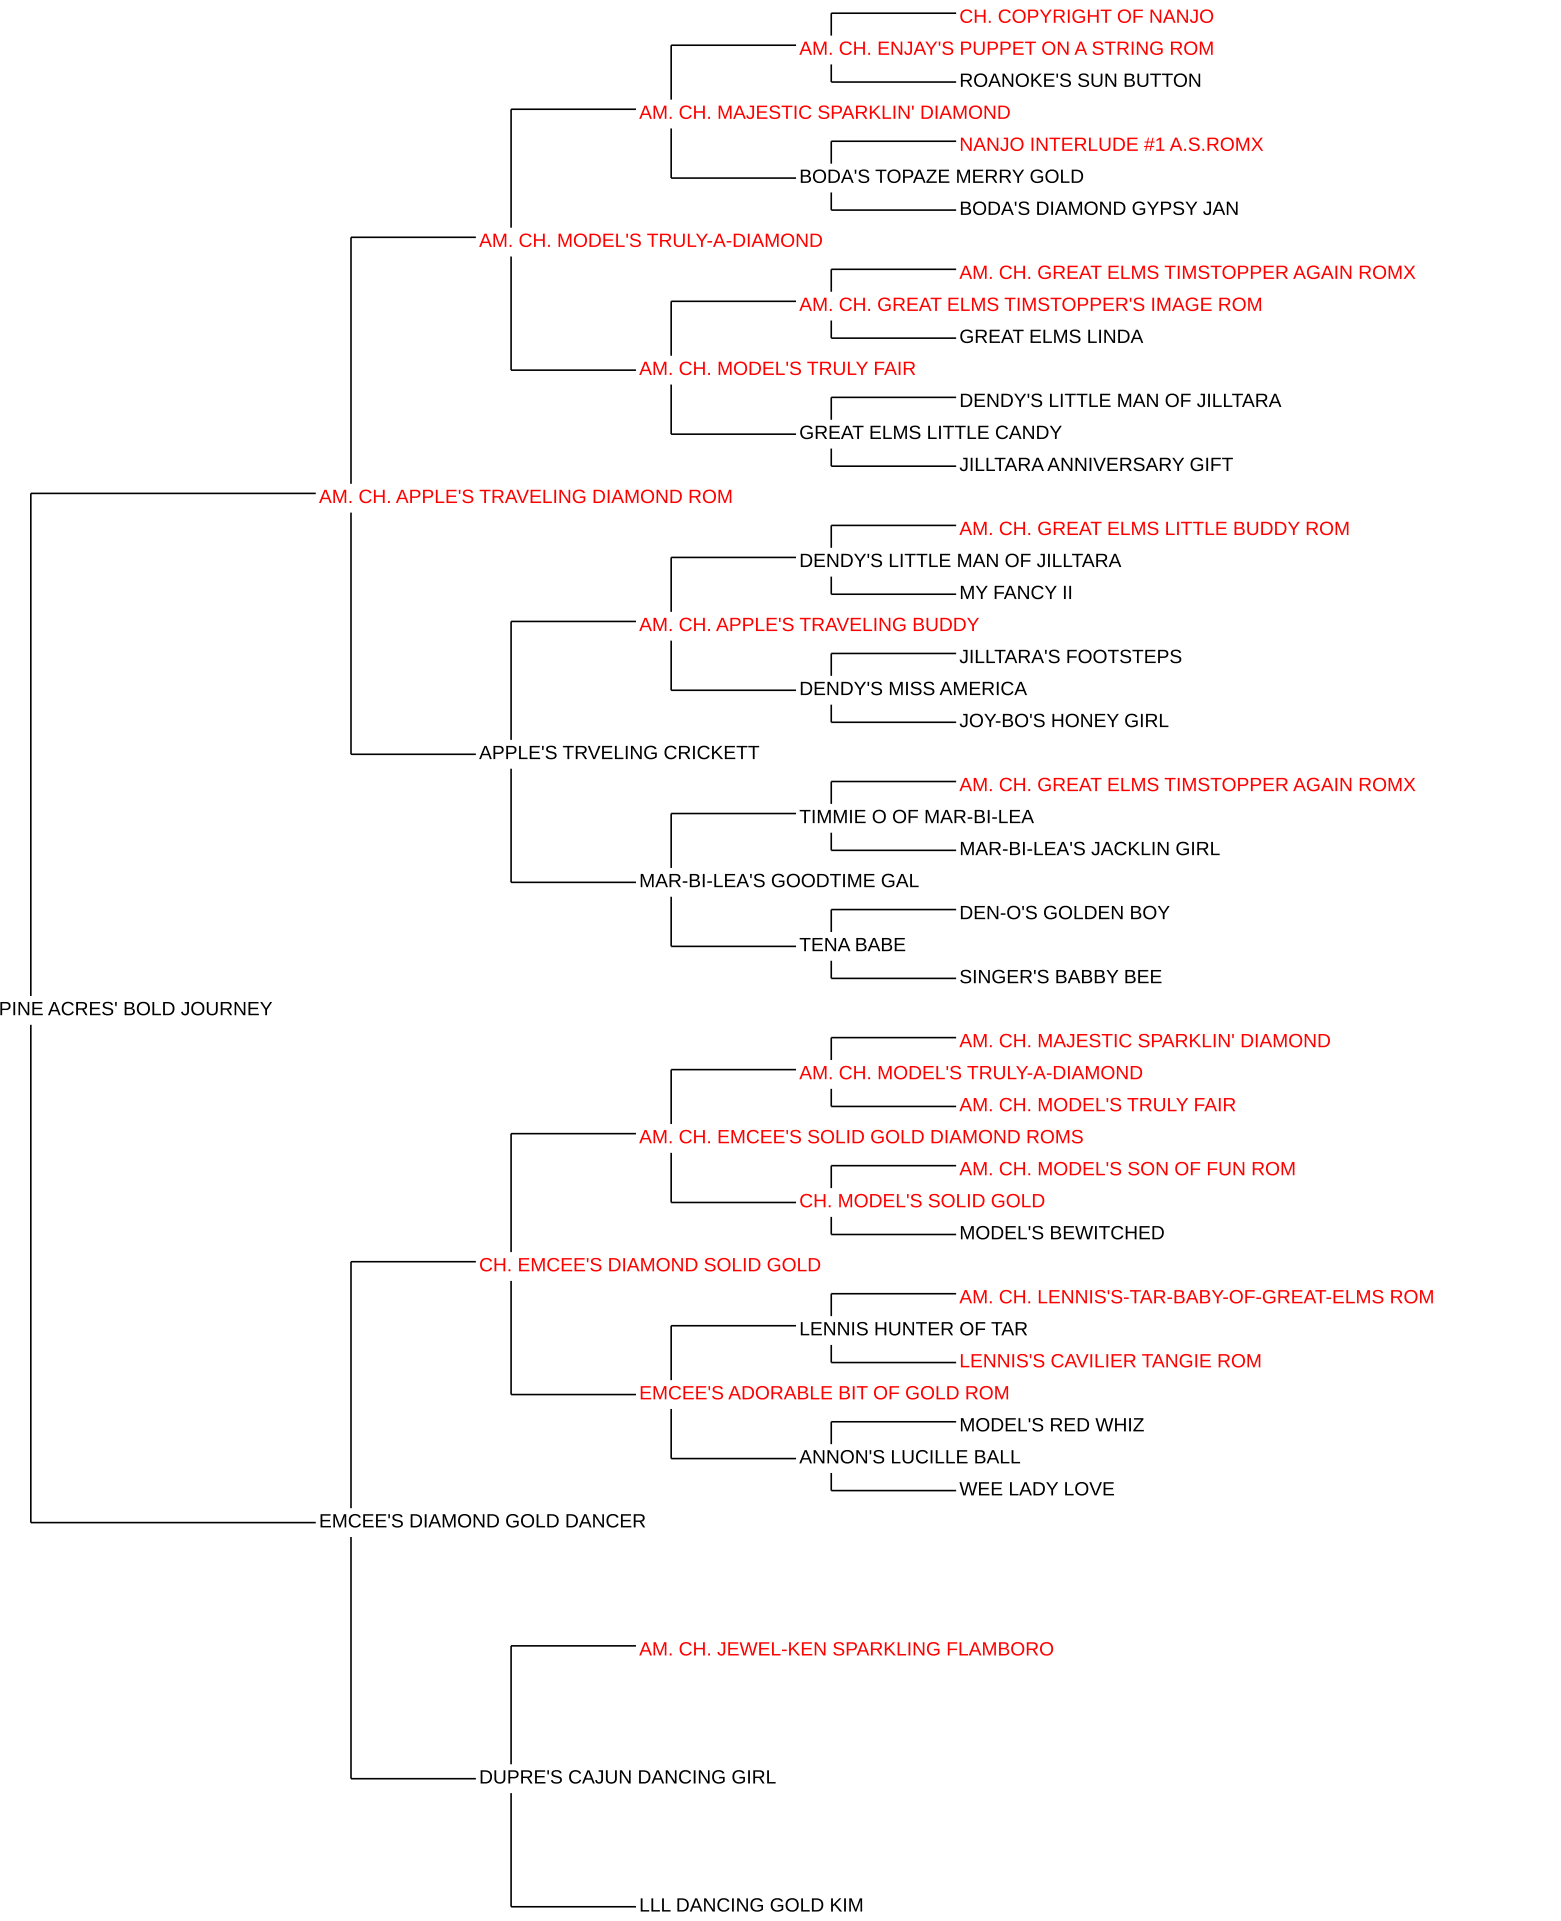 CH. COPYRIGHT OF NANJO
AM. CH. ENJAY'S PUPPET ON A STRING ROM
ROANOKE'S SUN BUTTON
AM. CH. MAJESTIC SPARKLIN' DIAMOND
NANJO INTERLUDE #1 A.S.ROMX
BODA'S TOPAZE MERRY GOLD
BODA'S DIAMOND GYPSY JAN
AM. CH. MODEL'S TRULY-A-DIAMOND
AM. CH. GREAT ELMS TIMSTOPPER AGAIN ROMX
AM. CH. GREAT ELMS TIMSTOPPER'S IMAGE ROM
GREAT ELMS LINDA
AM. CH. MODEL'S TRULY FAIR
DENDY'S LITTLE MAN OF JILLTARA
GREAT ELMS LITTLE CANDY
JILLTARA ANNIVERSARY GIFT
AM. CH. APPLE'S TRAVELING DIAMOND ROM
AM. CH. GREAT ELMS LITTLE BUDDY ROM
DENDY'S LITTLE MAN OF JILLTARA
MY FANCY II
AM. CH. APPLE'S TRAVELING BUDDY
JILLTARA'S FOOTSTEPS
DENDY'S MISS AMERICA
JOY-BO'S HONEY GIRL
APPLE'S TRVELING CRICKETT
AM. CH. GREAT ELMS TIMSTOPPER AGAIN ROMX
TIMMIE O OF MAR-BI-LEA
MAR-BI-LEA'S JACKLIN GIRL
MAR-BI-LEA'S GOODTIME GAL
DEN-O'S GOLDEN BOY
TENA BABE
SINGER'S BABBY BEE
PINE ACRES' BOLD JOURNEY
AM. CH. MAJESTIC SPARKLIN' DIAMOND
AM. CH. MODEL'S TRULY-A-DIAMOND
AM. CH. MODEL'S TRULY FAIR
AM. CH. EMCEE'S SOLID GOLD DIAMOND ROMS
AM. CH. MODEL'S SON OF FUN ROM
CH. MODEL'S SOLID GOLD
MODEL'S BEWITCHED
CH. EMCEE'S DIAMOND SOLID GOLD
AM. CH. LENNIS'S-TAR-BABY-OF-GREAT-ELMS ROM
LENNIS HUNTER OF TAR
LENNIS'S CAVILIER TANGIE ROM
EMCEE'S ADORABLE BIT OF GOLD ROM
MODEL'S RED WHIZ
ANNON'S LUCILLE BALL
WEE LADY LOVE
EMCEE'S DIAMOND GOLD DANCER
AM. CH. JEWEL-KEN SPARKLING FLAMBORO
DUPRE'S CAJUN DANCING GIRL
LLL DANCING GOLD KIM